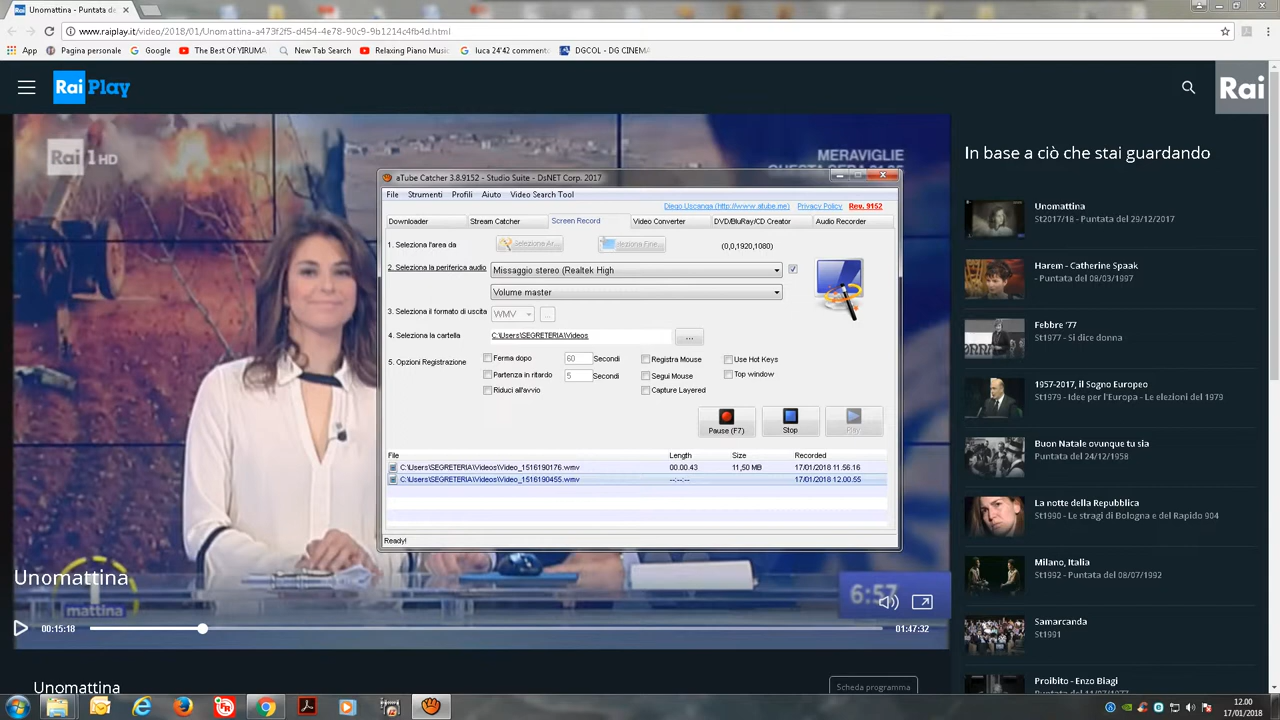 Unomattina - Puntata de
www.raiplay.it/video/2018/01/Unomattina-a473f2f5-d454-4e78-90c9-9b1214c4fb4d.html
App Pagina personale Google The Best Of YIRUMA New Tab Search Relaxing Piano Music luca 24'42 comment DGCOL - DG CINEMA
Rai Play
Rai
Rai 1 HD
MERAVIGLIE
In base a ciò che stai guardando
Unomattina
St2017/18 - Puntata del 29/12/2017
Harem - Catherine Spaak
- Puntata del 08/03/1997
Febbre '77
St1977 - Si dice donna
1957-2017, il Sogno Europeo
St1979 - Idee per l'Europa - Le elezioni del 1979
Buon Natale ovunque tu sia
Puntata del 24/12/1958
La notte della Repubblica
St1990 - Le stragi di Bologna e del Rapido 904
Milano, Italia
St1992 - Puntata del 08/07/1992
Samarcanda
St1991
Proibito - Enzo Biagi
aTube Catcher 3.8.9152 - Studio Suite - DsNET Corp. 2017
File Strumenti Profili Aiuto Video Search Tool
Diego Uscanga (http://www.atube.me) Privacy Policy Rev. 9152
Downloader Stream Catcher Screen Record Video Converter DVD/BluRay/CD Creator Audio Recorder
1. Seleziona l'area da Seleziona Ar... Seleziona Fine... (0,0,1920,1080)
2. Seleziona la periferica audio Missaggio stereo (Realtek High
Volume master
3. Seleziona il formato di uscita WMV ...
4. Seleziona la cartella C:\Users\SEGRETERIA\Videos ...
5. Opzioni Registrazione Ferma dopo 60 Secondi Registra Mouse Use Hot Keys
Partenza in ritardo 5 Secondi Segui Mouse Top window
Riduci all'avvio Capture Layered
Pause (F7) Stop Play
File Length Size Recorded
C:\Users\SEGRETERIA\Videos\Video_1516190176.wmv 00.00.43 11,50 MB 17/01/2018 11.56.16
C:\Users\SEGRETERIA\Videos\Video_1516190455.wmv --:--:-- 17/01/2018 12.00.55
Ready!
Unomattina
mattina
6:57
00:15:18 01:47:32
Unomattina
Scheda programma
12.00
17/01/2018